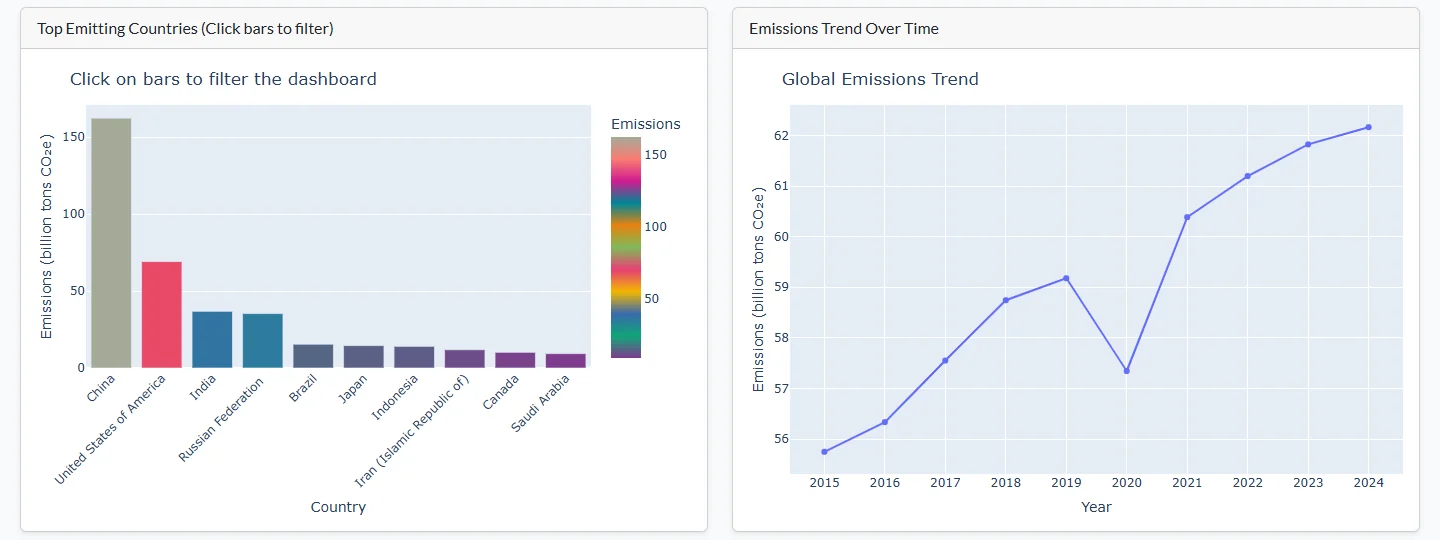 Top Emitting Countries (Click bars to filter)
Click on bars to filter the dashboard
Emissions (billion tons CO₂e)
150
100
50
0
China
United States of America
India
Russian Federation
Brazil
Japan
Indonesia
Iran (Islamic Republic of)
Canada
Saudi Arabia
Country
Emissions
150
100
50
Emissions Trend Over Time
Global Emissions Trend
Emissions (billion tons CO₂e)
62
61
60
59
58
57
56
2015 2016 2017 2018 2019 2020 2021 2022 2023 2024
Year